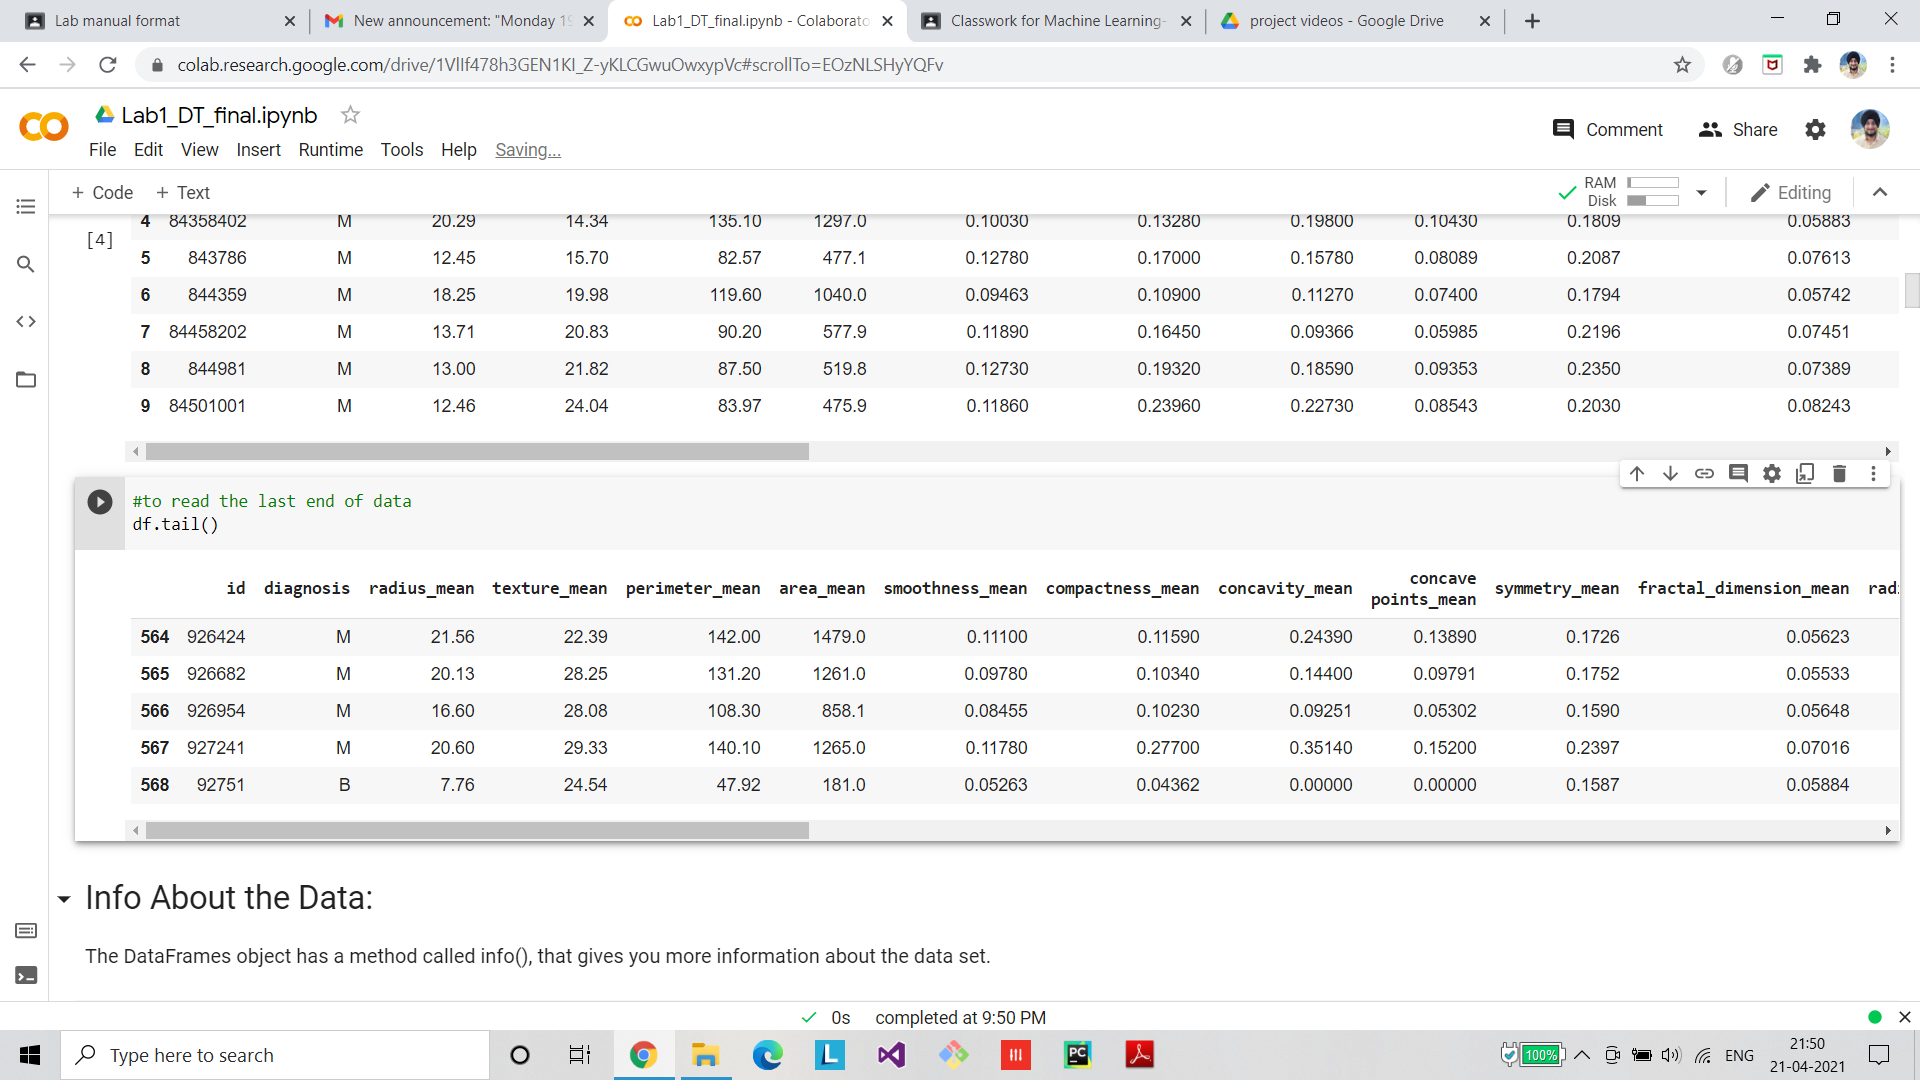 Lab manual format
New announcement: "Monday 19
Lab1_DT_final.ipynb - Colaborato
Classwork for Machine Learning-
project videos - Google Drive
colab.research.google.com/drive/1VlIf478h3GEN1KI_Z-yKLCGwuOwxypVc#scrollTo=EOzNLSHyYQFv
Lab1_DT_final.ipynb
Comment
Share
File Edit View Insert Runtime Tools Help Saving...
+ Code + Text
RAM
Disk
Editing
[4]
4 84358402 M 20.29 14.34 135.10 1297.0 0.10030 0.13280 0.19800 0.10430 0.1809 0.05883
5 843786 M 12.45 15.70 82.57 477.1 0.12780 0.17000 0.15780 0.08089 0.2087 0.07613
6 844359 M 18.25 19.98 119.60 1040.0 0.09463 0.10900 0.11270 0.07400 0.1794 0.05742
7 84458202 M 13.71 20.83 90.20 577.9 0.11890 0.16450 0.09366 0.05985 0.2196 0.07451
8 844981 M 13.00 21.82 87.50 519.8 0.12730 0.19320 0.18590 0.09353 0.2350 0.07389
9 84501001 M 12.46 24.04 83.97 475.9 0.11860 0.23960 0.22730 0.08543 0.2030 0.08243
#to read the last end of data
df.tail()
id diagnosis radius_mean texture_mean perimeter_mean area_mean smoothness_mean compactness_mean concavity_mean concave points_mean symmetry_mean fractal_dimension_mean rad
564 926424 M 21.56 22.39 142.00 1479.0 0.11100 0.11590 0.24390 0.13890 0.1726 0.05623
565 926682 M 20.13 28.25 131.20 1261.0 0.09780 0.10340 0.14400 0.09791 0.1752 0.05533
566 926954 M 16.60 28.08 108.30 858.1 0.08455 0.10230 0.09251 0.05302 0.1590 0.05648
567 927241 M 20.60 29.33 140.10 1265.0 0.11780 0.27700 0.35140 0.15200 0.2397 0.07016
568 92751 B 7.76 24.54 47.92 181.0 0.05263 0.04362 0.00000 0.00000 0.1587 0.05884
Info About the Data:
The DataFrames object has a method called info(), that gives you more information about the data set.
0s completed at 9:50 PM
Type here to search
100%
ENG
21:50
21-04-2021